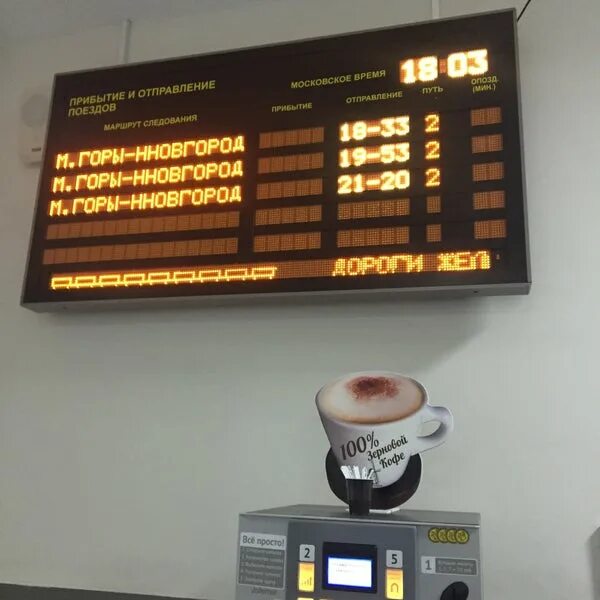 ПРИБЫТИЕ И ОТПРАВЛЕНИЕ
ПОЕЗДОВ
МОСКОВСКОЕ ВРЕМЯ
18:03
МАРШРУТ СЛЕДОВАНИЯ
ПРИБЫТИЕ
ОТПРАВЛЕНИЕ
ПУТЬ
ОПОЗД.
(МИН.)
М.ГОРЫ-ННОВГОРОД 18-33 2
М.ГОРЫ-ННОВГОРОД 19-53 2
М.ГОРЫ-ННОВГОРОД 21-20 2
ДОРОГИ ЖЕЛ
100%
Зерновой
Кофе
Всё просто!
2
5
1